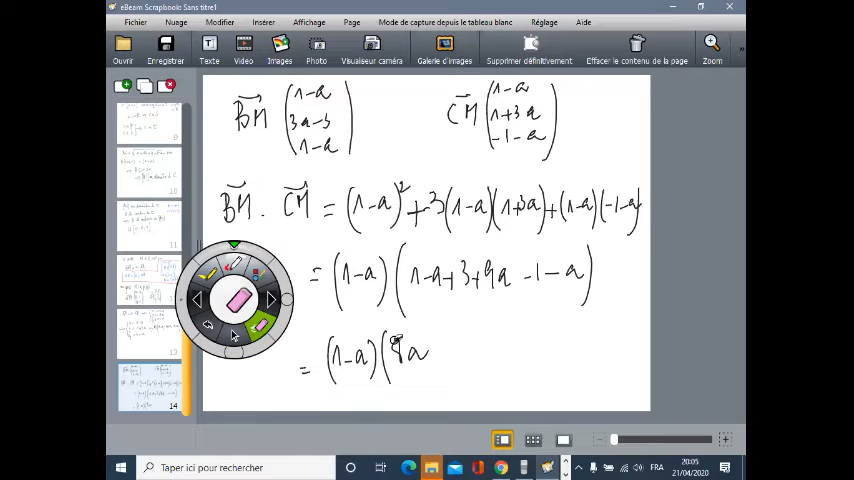 eBeam Scrapbook: Sans titre1
Fichier Nuage Modifier Insérer Affichage Page Mode de capture depuis le tableau blanc Réglage Aide
Ouvrir Enregistrer Texte Vidéo Images Photo Visualiseur caméra Galerie d'images Supprimer définitivement Effacer le contenu de la page Zoom
BM (1-a
3a-3
1-a)
CM (1-a
1+3a
-1-a)
BM . CM = (1-a)² + 3(1-a)(1+3a)+(1-a)(-1-a)
= (1-a)(1-a+3+9a -1-a)
= (1-a)(9a
9
10
11
13
14
Taper ici pour rechercher
FRA
20:05
21/04/2020